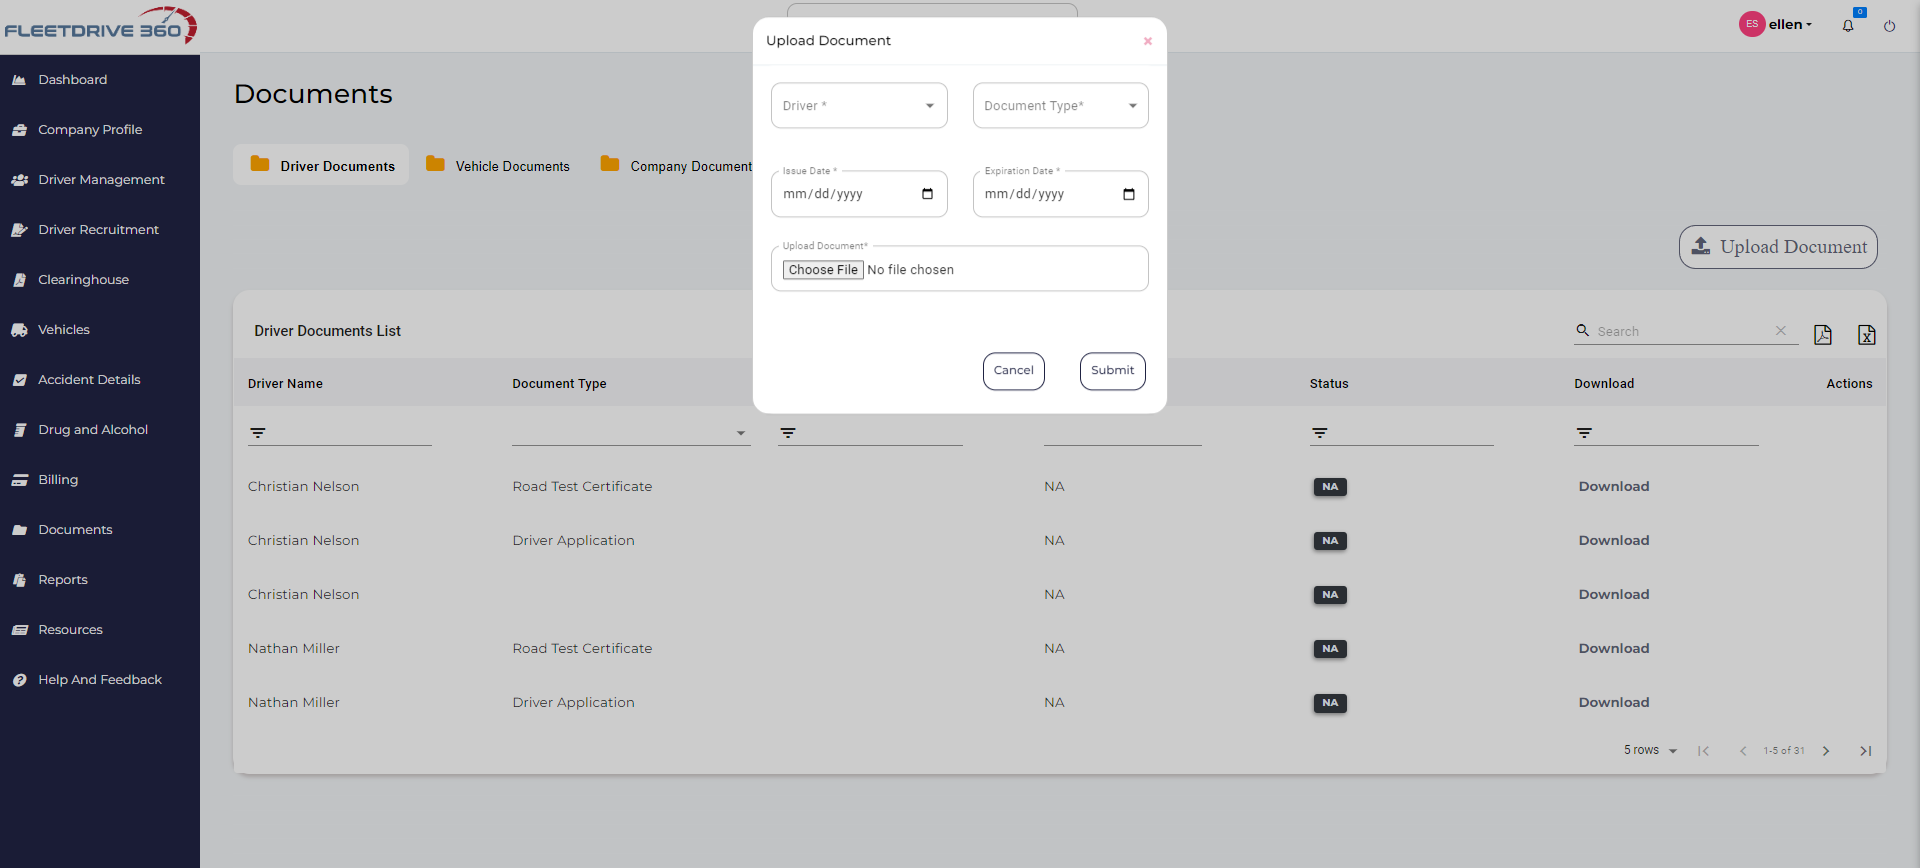 FLEETDRIVE 360
ES ellen
0
Dashboard
Company Profile
Driver Management
Driver Recruitment
Clearinghouse
Vehicles
Accident Details
Drug and Alcohol
Billing
Documents
Reports
Resources
Help And Feedback
Documents
Driver Documents Vehicle Documents Company Document
Upload Document
Upload Document
×
Driver * Document Type*
Issue Date * Expiration Date *
mm/dd/yyyy mm/dd/yyyy
Upload Document*
Choose File No file chosen
Cancel Submit
Driver Documents List Search
Driver Name Document Type Status Download Actions
Christian Nelson Road Test Certificate NA NA Download
Christian Nelson Driver Application NA NA Download
Christian Nelson NA NA Download
Nathan Miller Road Test Certificate NA NA Download
Nathan Miller Driver Application NA NA Download
5 rows 1-5 of 31